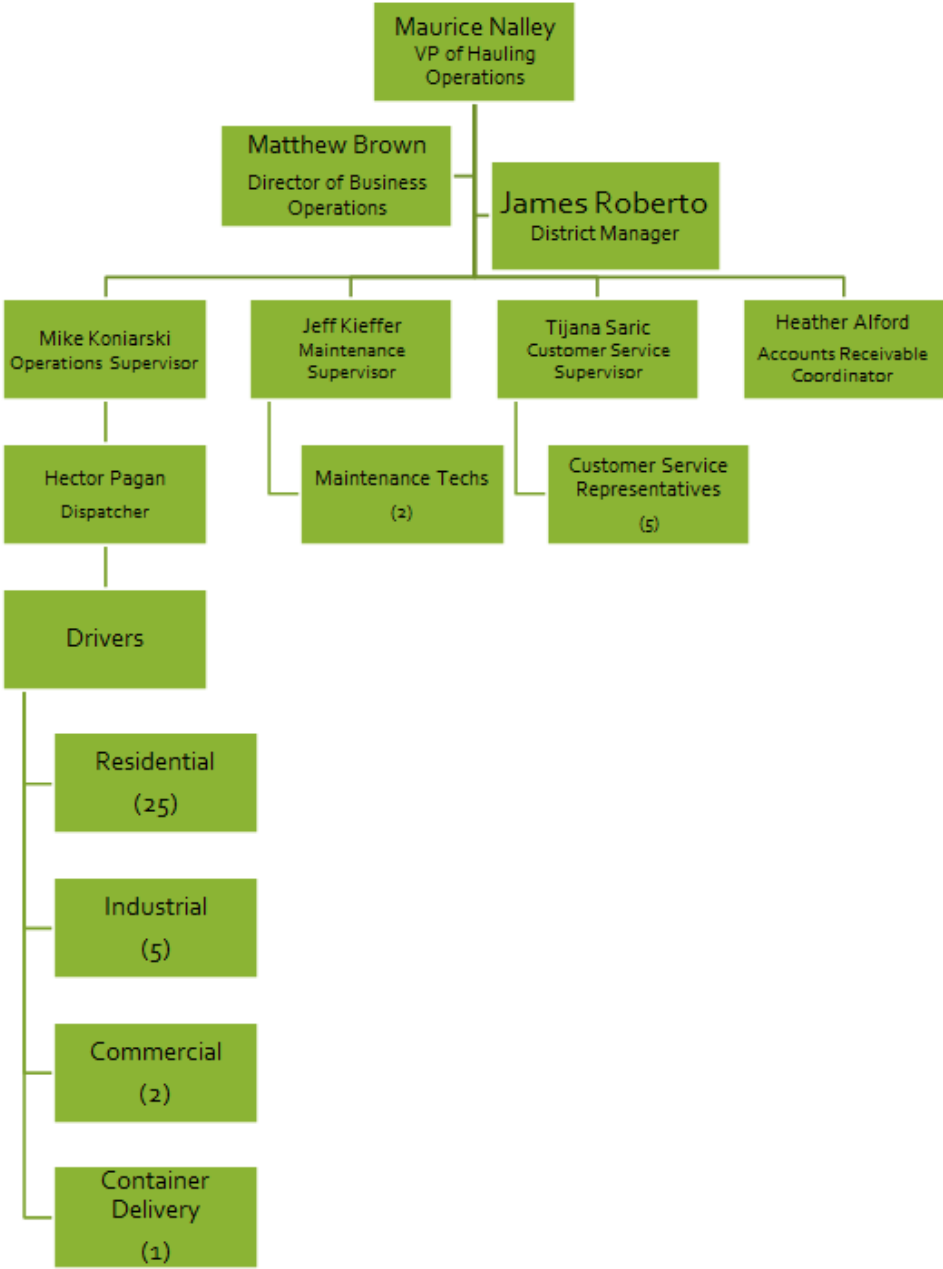 Maurice Nalley
VP of Hauling
Operations
Matthew Brown
Director of Business
Operations
James Roberto
District Manager
Mike Koniarski
Operations Supervisor
Jeff Kieffer
Maintenance
Supervisor
Tijana Saric
Customer Service
Supervisor
Heather Alford
Accounts Receivable
Coordinator
Hector Pagan
Dispatcher
Maintenance Techs
(2)
Customer Service
Representatives
(5)
Drivers
Residential
(25)
Industrial
(5)
Commercial
(2)
Container
Delivery
(1)